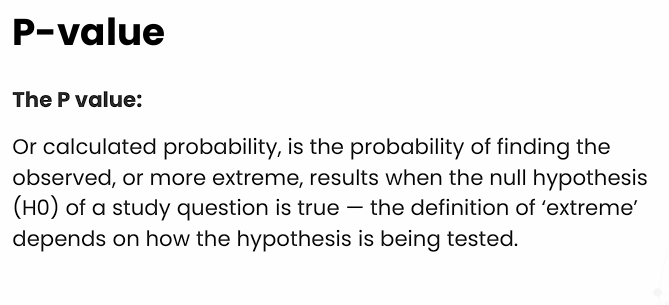 P-value
The P value:
Or calculated probability, is the probability of finding the
observed, or more extreme, results when the null hypothesis
(H0) of a study question is true — the definition of ‘extreme’
depends on how the hypothesis is being tested.